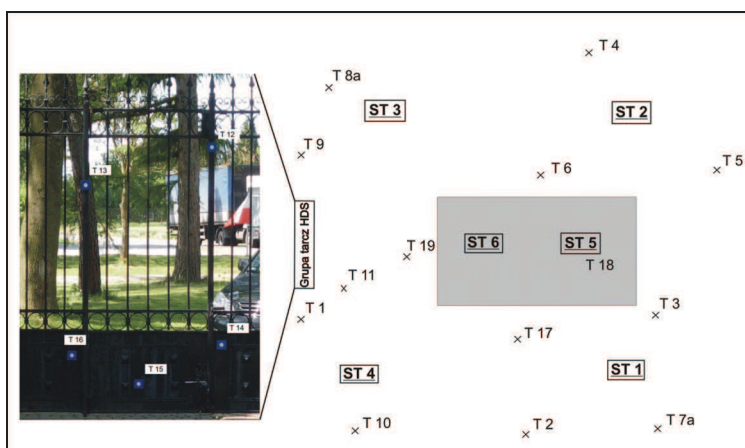 T 4
T 8a
ST 3
ST 2
T 12
T 9
T 5
T 6
T 13
Grupa tarcz HDS
ST 6
ST 5
T 19
T 18
T 11
T 1
T 3
T 14
T 17
T 16
ST 4
ST 1
T 15
T 10
T 2
T 7a